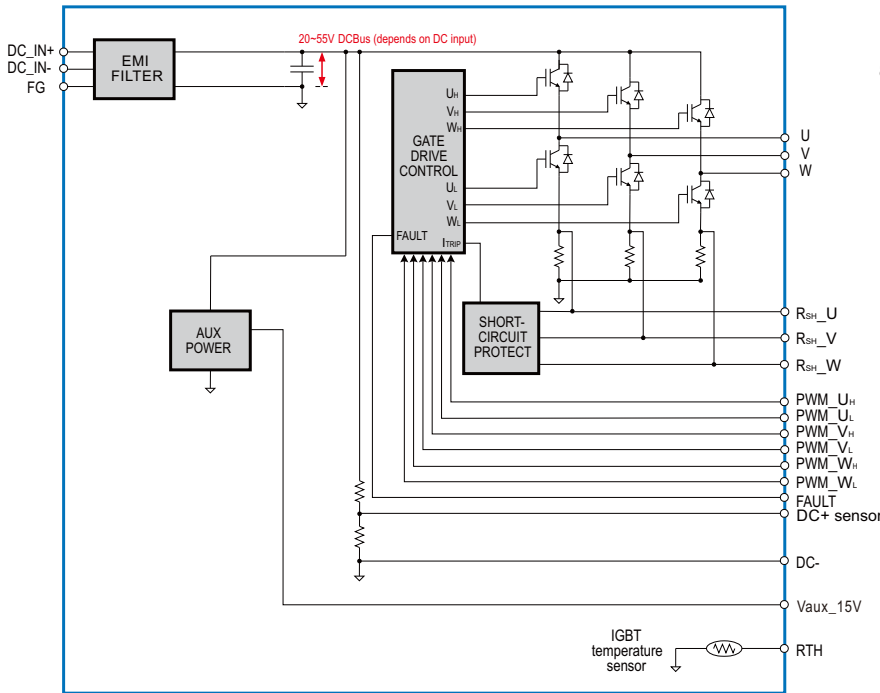 20~55V DCBus (depends on DC input)
DC_IN+
DC_IN-
FG
EMI
FILTER
UH
VH
WH
GATE
DRIVE
CONTROL
UL
VL
WL
FAULT
ITRIP
U
V
W
AUX
POWER
SHORT-
CIRCUIT
PROTECT
RSH_U
RSH_V
RSH_W
PWM_UH
PWM_UL
PWM_VH
PWM_VL
PWM_WH
PWM_WL
FAULT
DC+ sensor
DC-
Vaux_15V
IGBT
temperature
sensor
RTH